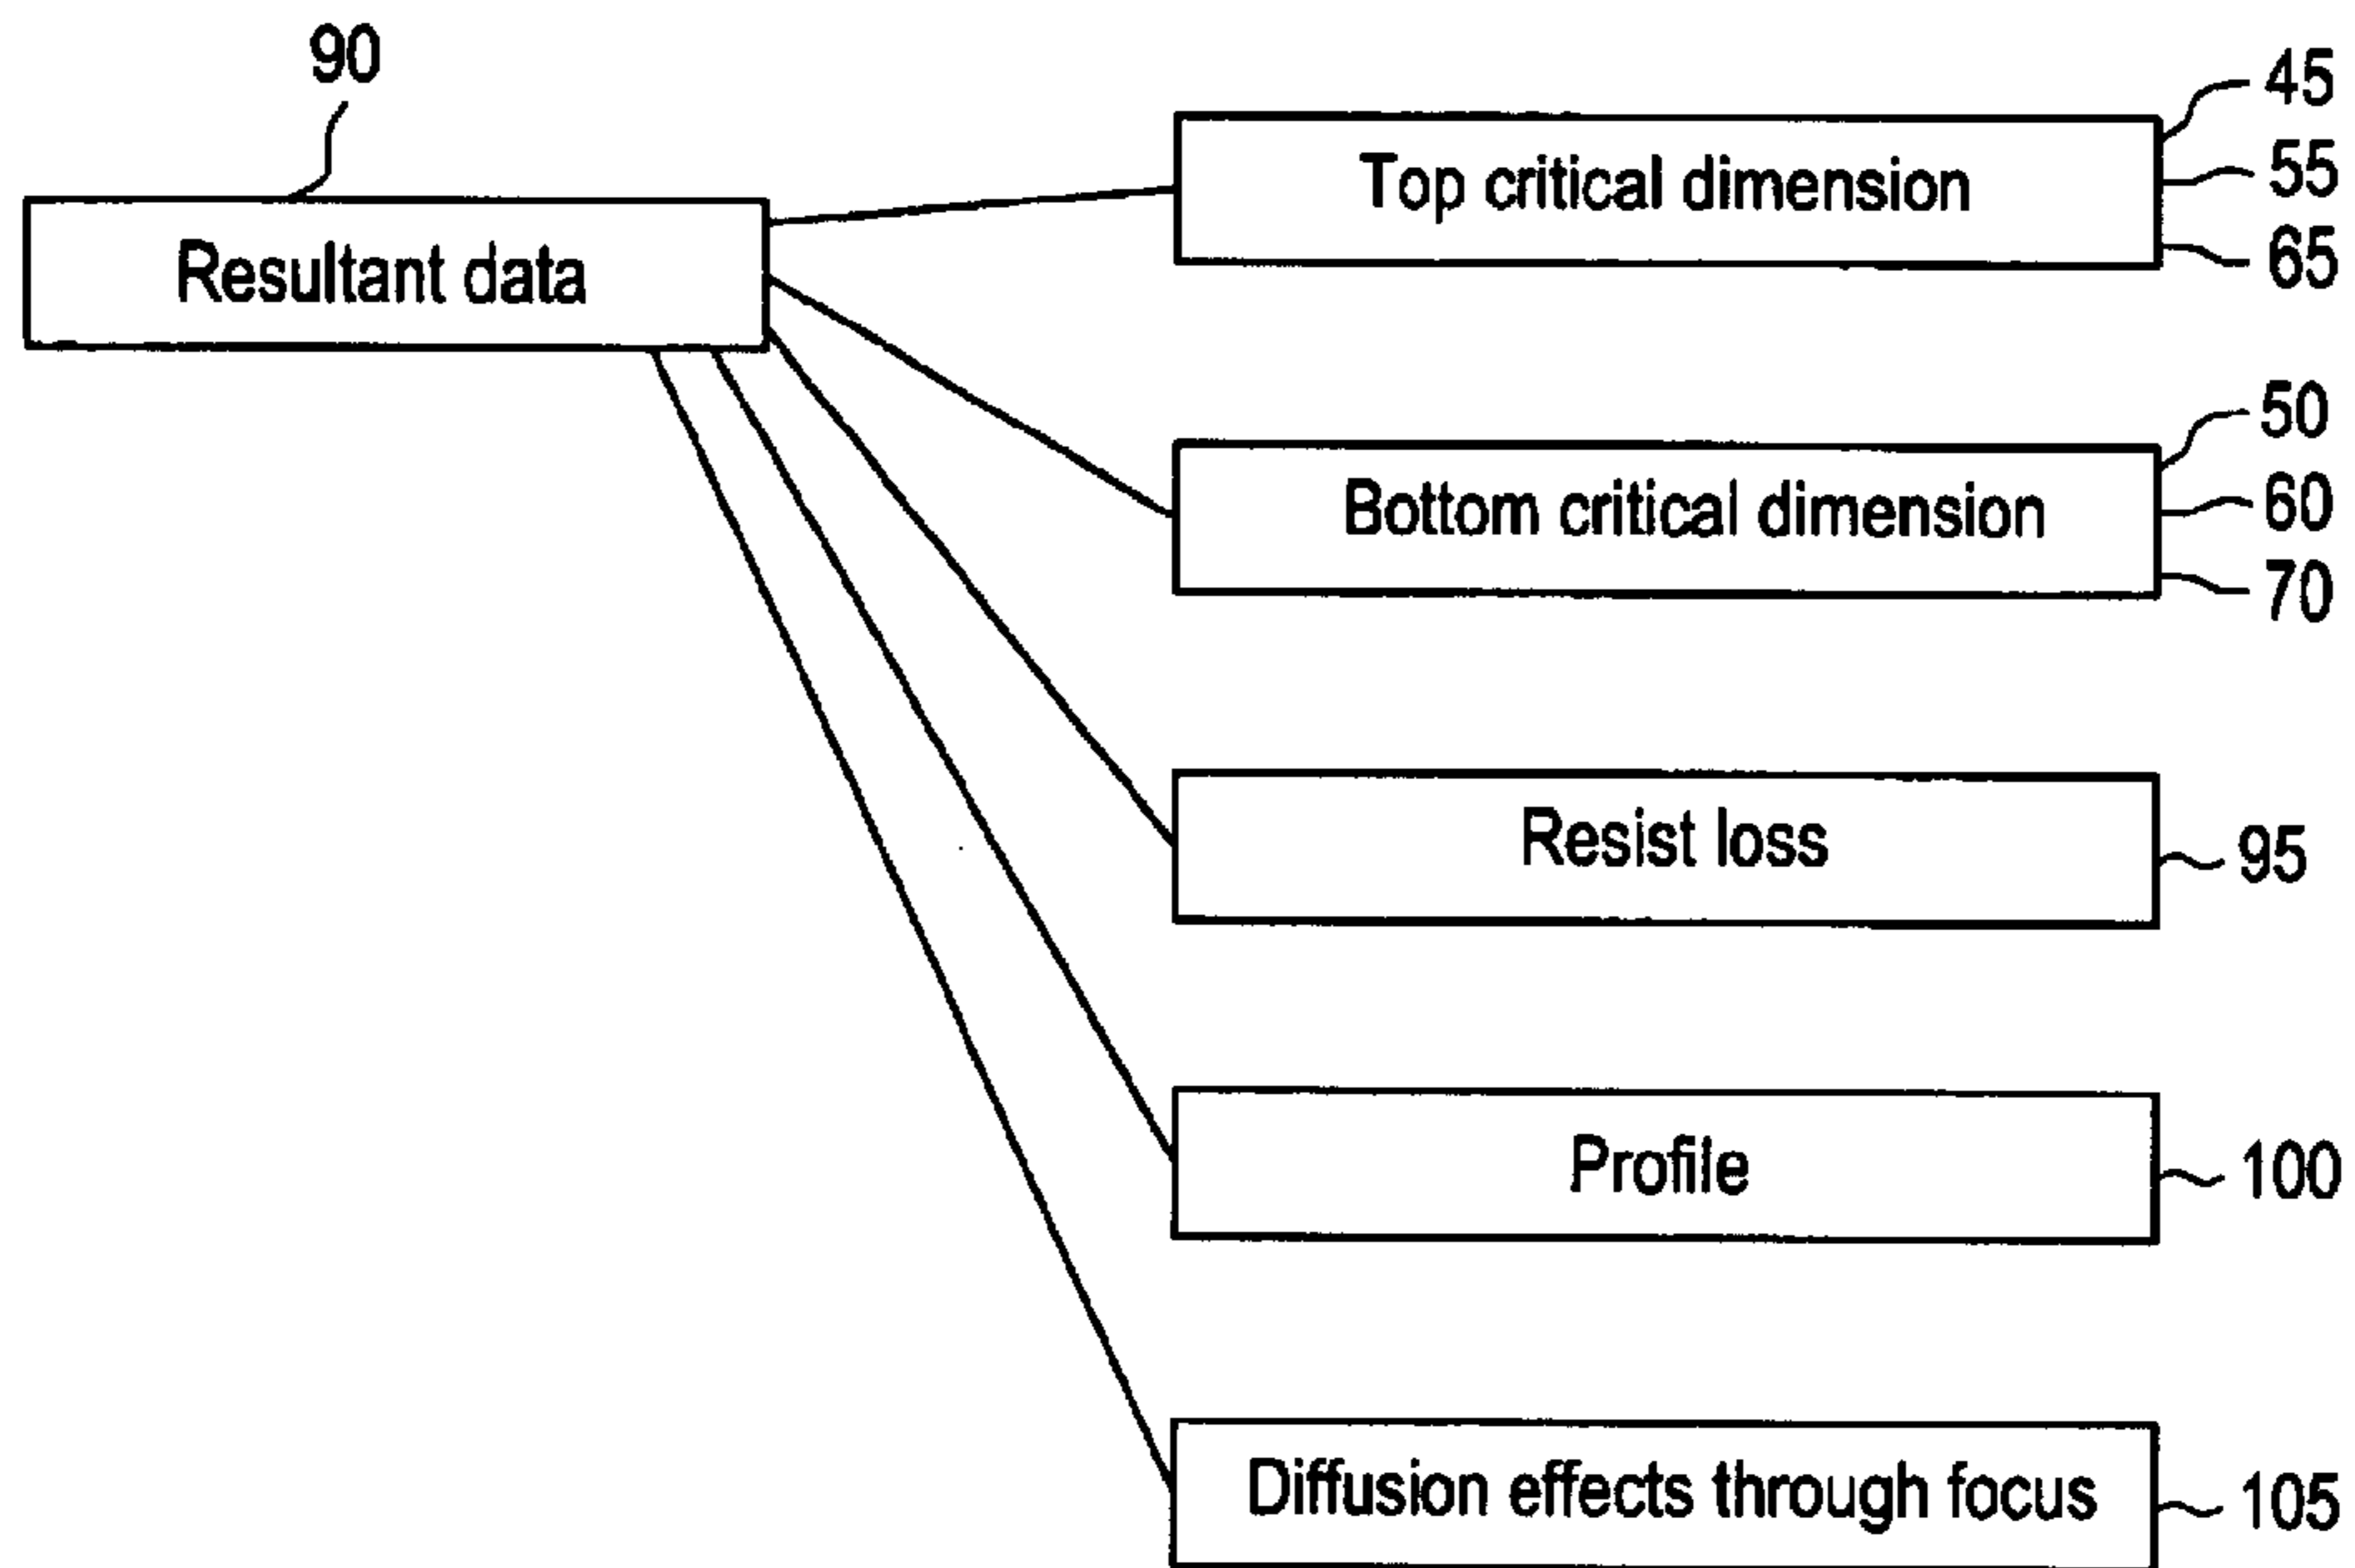 90
Resultant data
Top critical dimension
45
55
65
Bottom critical dimension
50
60
70
Resist loss
95
Profile
100
Diffusion effects through focus
105